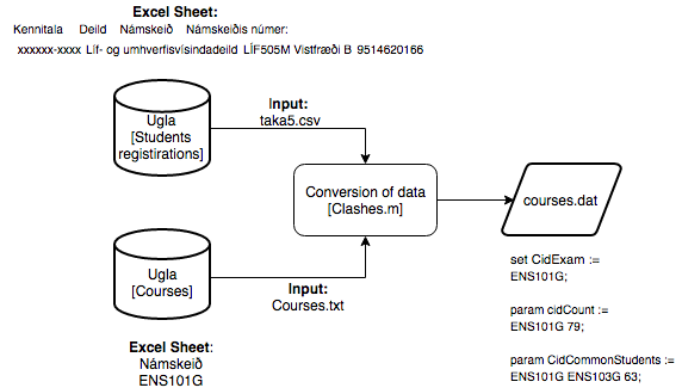 Excel Sheet:
Kennitala Deild Námskeið Námskeiðis númer:
xxxxxx-xxxx Líf- og umhverfisvísindadeild LÍF505M Vistfræði B 9514620166
Ugla
[Students
registirations]
Input:
taka5.csv
Conversion of data
[Clashes.m]
courses.dat
Ugla
[Courses]
Input:
Courses.txt
Excel Sheet:
Námskeið
ENS101G
set CidExam :=
ENS101G;
param cidCount :=
ENS101G 79;
param CidCommonStudents :=
ENS101G ENS103G 63;